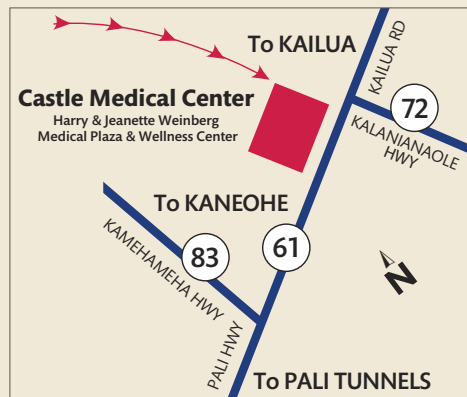 To KAILUA
KAILUA RD
Castle Medical Center
Harry & Jeanette Weinberg
Medical Plaza & Wellness Center
72
KALANIANAOLE
HWY
To KANEOHE
83
61
KAMEHAMEHA HWY
N
PALI HWY
To PALI TUNNELS